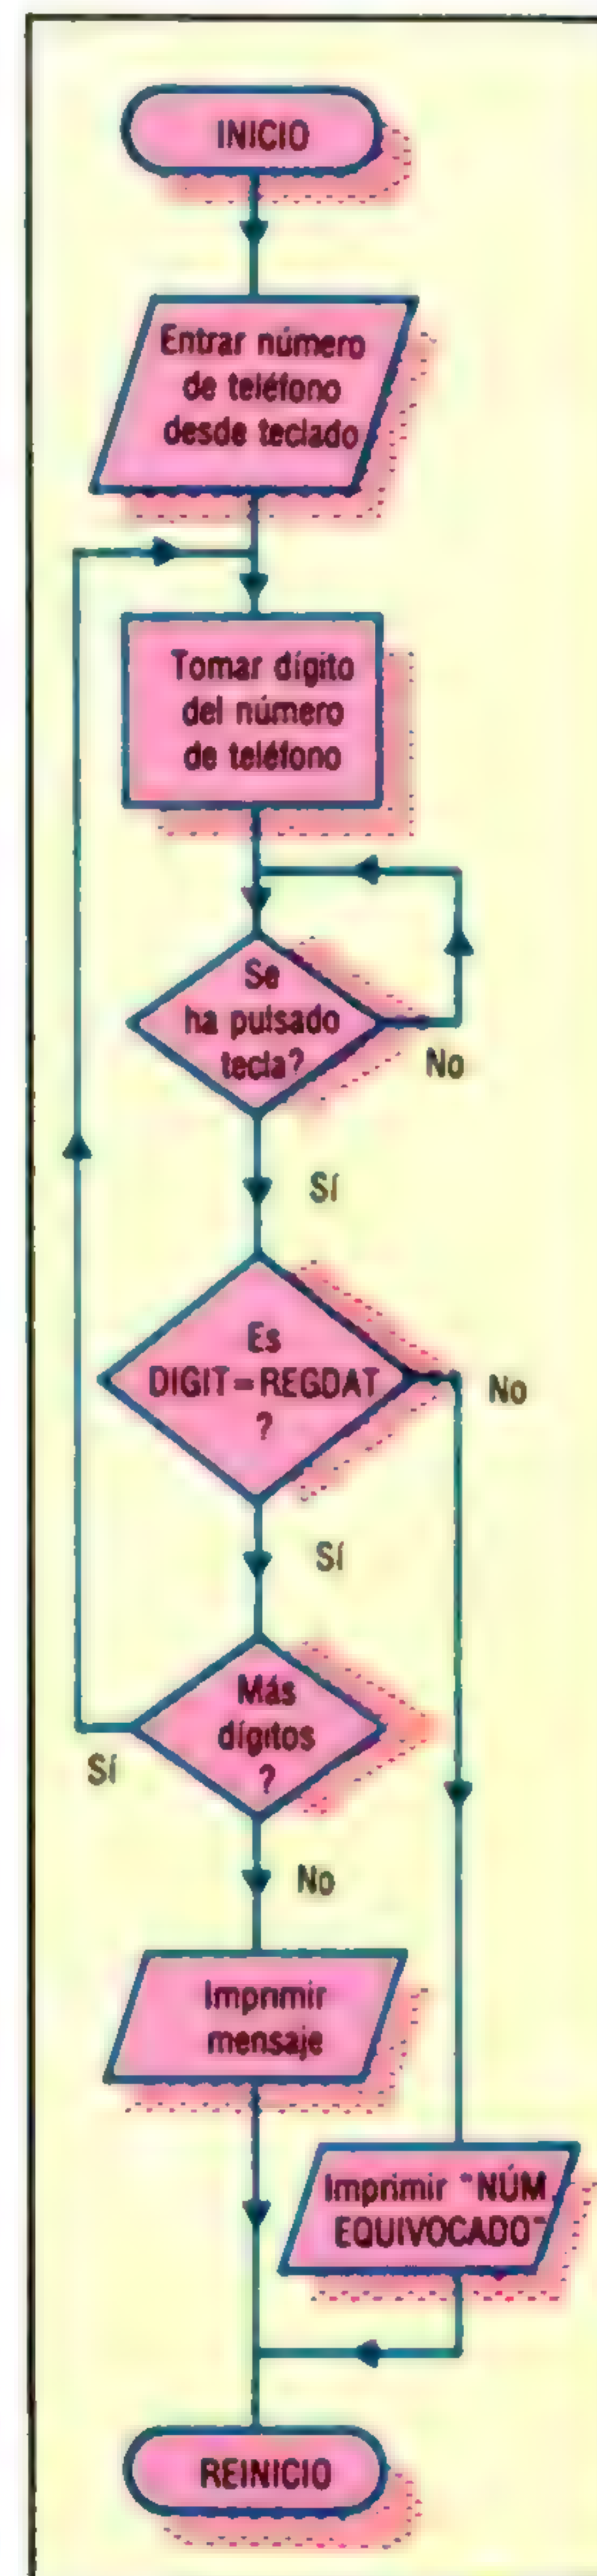 INICIO
Entrar número
de teléfono
desde teclado
Tomar dígito
del número
de teléfono
Se
ha pulsado
tecla?
No
Sí
Es
DIGIT=REGDAT
?
No
Sí
Más
dígitos
?
Sí
No
Imprimir
mensaje
Imprimir "NÚM
EQUIVOCADO"
REINICIO